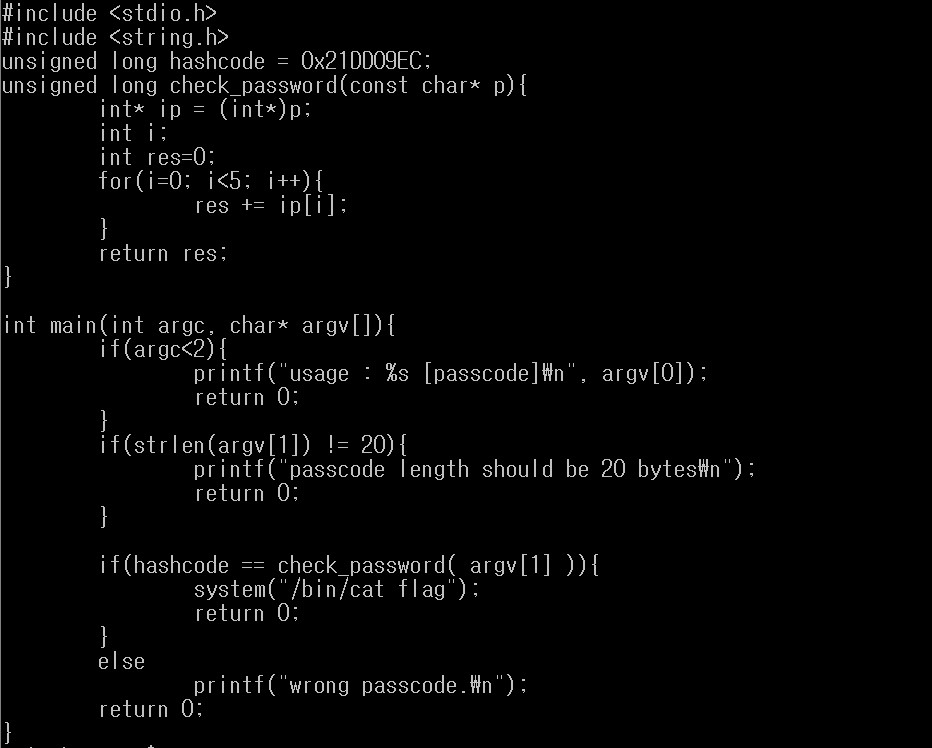 #include <stdio.h>
#include <string.h>
unsigned long hashcode = 0x21DD09EC;
unsigned long check_password(const char* p){
        int* ip = (int*)p;
        int i;
        int res=0;
        for(i=0; i<5; i++){
                res += ip[i];
        }
        return res;
}

int main(int argc, char* argv[]){
        if(argc<2){
                printf("usage : %s [passcode]₩n", argv[0]);
                return 0;
        }
        if(strlen(argv[1]) != 20){
                printf("passcode length should be 20 bytes₩n");
                return 0;
        }

        if(hashcode == check_password( argv[1] )){
                system("/bin/cat flag");
                return 0;
        }
        else
                printf("wrong passcode.₩n");
        return 0;
}